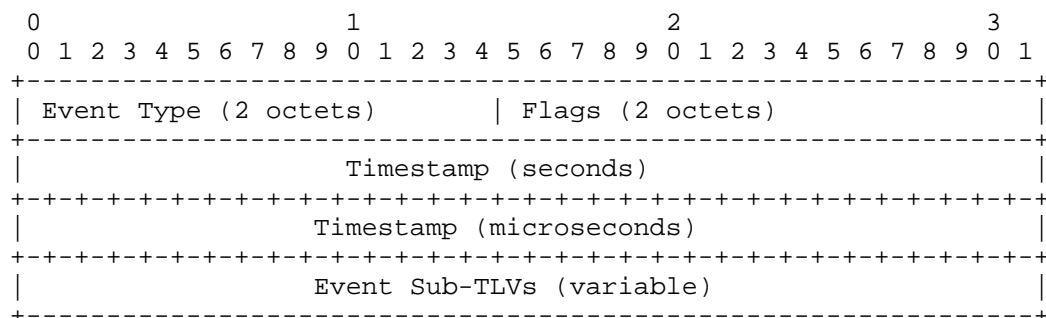 0                   1                   2                   3
0 1 2 3 4 5 6 7 8 9 0 1 2 3 4 5 6 7 8 9 0 1 2 3 4 5 6 7 8 9 0 1
+---------------------------------------------------------------+
| Event Type (2 octets)       | Flags (2 octets)                |
+---------------------------------------------------------------+
|                    Timestamp (seconds)                        |
+-+-+-+-+-+-+-+-+-+-+-+-+-+-+-+-+-+-+-+-+-+-+-+-+-+-+-+-+-+-+-+-+
|                  Timestamp (microseconds)                     |
+-+-+-+-+-+-+-+-+-+-+-+-+-+-+-+-+-+-+-+-+-+-+-+-+-+-+-+-+-+-+-+-+
|                  Event Sub-TLVs (variable)                    |
+---------------------------------------------------------------+